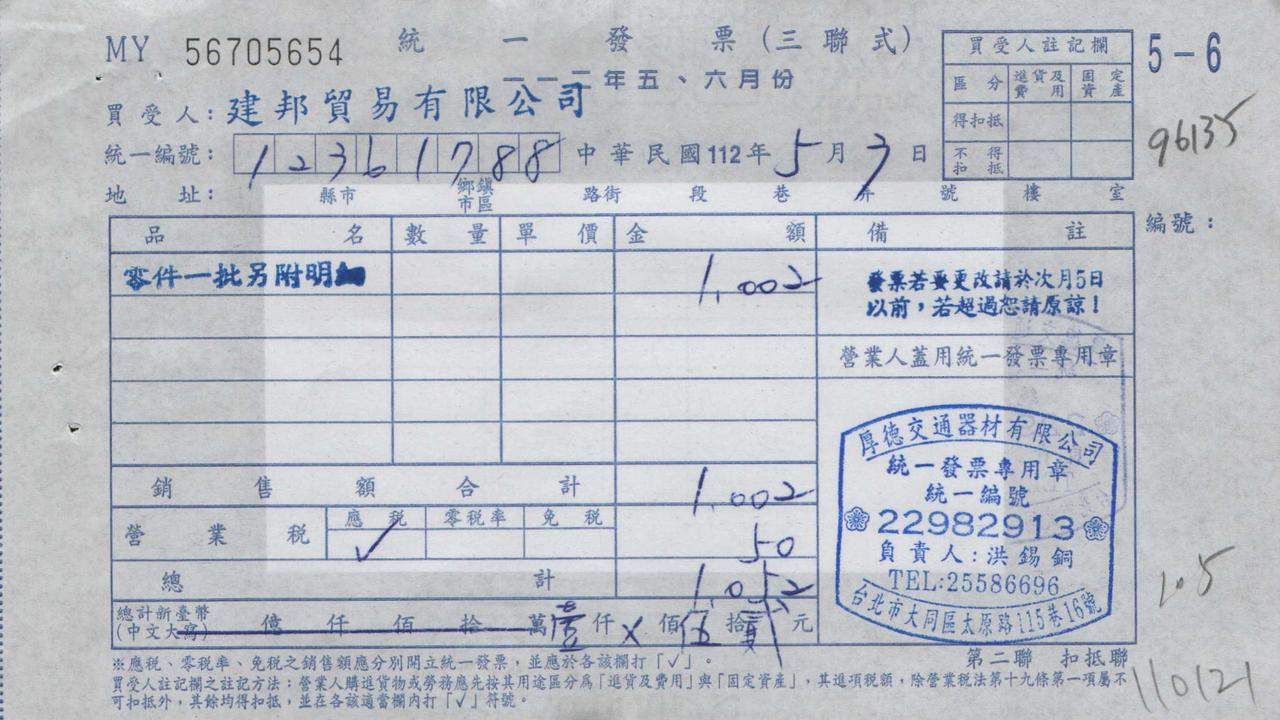 MY 56705654
統一發票(三聯式)
一一二年五、六月份
5-6
買受人註記欄
區分 進貨及費用 固定資產
得扣抵
不得扣抵
96135
買受人:建邦貿易有限公司
統一編號:12361788 中華民國112年5月3日
地址: 縣市 鄉鎮市區 路街 段 巷 弄 號 樓 室
編號:
品名 數量 單價 金額 備註
零件一批另附明細 1,002
發票若要更改請於次月5日
以前,若超過恕請原諒!
營業人蓋用統一發票專用章
銷售額合計 1,002
營業稅 應稅 ✓ 零稅率 免稅 50
總計 1,052
總計新臺幣
(中文大寫) 億 仟 佰 拾 萬 壹 仟 X 佰 伍 拾 貳 元
厚德交通器材有限公司
統一發票專用章
統一編號
22982913
負責人:洪錫銅
TEL:25586696
台北市大同區太原路115巷16號
105
第二聯 扣抵聯
※應稅、零稅率、免稅之銷售額應分別開立統一發票,並應於各該欄打「✓」。
買受人註記欄之註記方法:營業人購進貨物或勞務應先按其用途區分為「進貨及費用」與「固定資產」,其進項稅額,除營業稅法第十九條第一項屬不
可扣抵外,其餘均得扣抵,並在各該適當欄內打「✓」符號。
110121